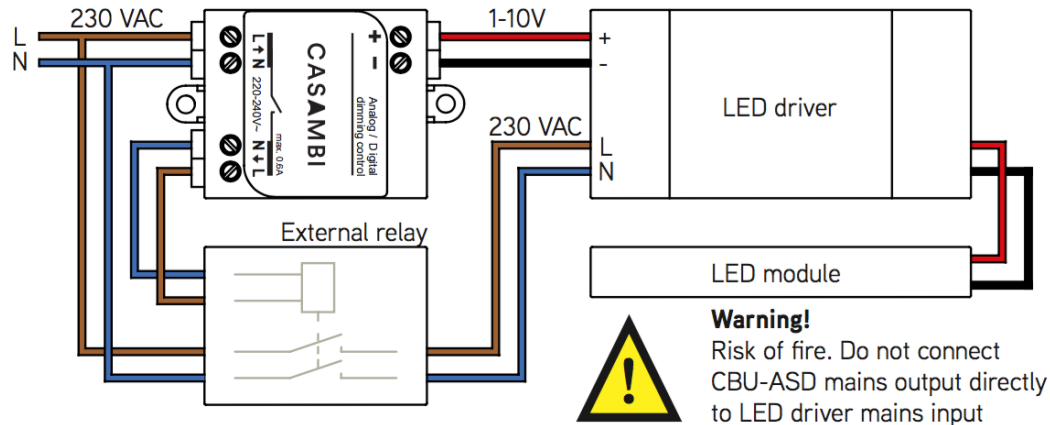 230 VAC
L
N
L↑N
220-240V~
max. 0.6A
N↓L
CASAMBI
Analog / Digital
dimming control
+
-
1-10V
+
-
LED driver
230 VAC
L
N
External relay
LED module
Warning!
Risk of fire. Do not connect
CBU-ASD mains output directly
to LED driver mains input